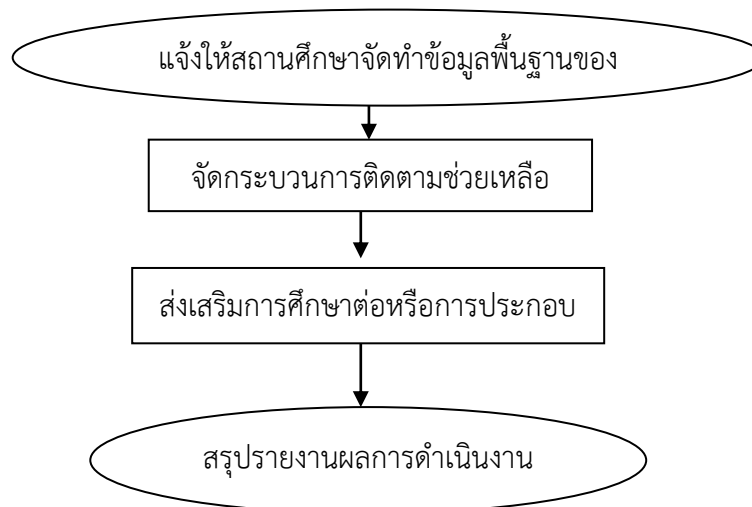 แจ้งให้สถานศึกษาจัดทำข้อมูลพื้นฐานของ
จัดกระบวนการติดตามช่วยเหลือ
ส่งเสริมการศึกษาต่อหรือการประกอบ
สรุปรายงานผลการดำเนินงาน